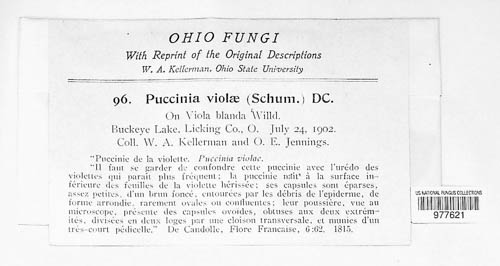 OHIO FUNGI
With Reprint of the Original Descriptions
W. A. Kellerman, Ohio State University
96. Puccinia violæ (Schum.) DC.
On Viola blanda Willd.
Buckeye Lake, Licking Co., O. July 24, 1902.
Coll. W. A. Kellerman and O. E. Jennings.
"Puccinie de la violette. Puccinia violae.
"Il faut se garder de confondre cette puccinie avec l'urédo des
violettes qui parait plus fréquent; la puccinie naît à la surface in-
férieure des feuilles de la violette hérissée; ses capsules sont éparses,
assez petites, d'un brun foncé, entourées par les débris de l'epiderme, de
forme arrondie, rarement ovales ou confluentes; leur poussière, vue au
microscope, présente des capsules ovoides, obtuses aux deux extrém-
ités, divisées en deux loges par une cloison transversale, et munies d'un
très-court pédicelle." De Candolle, Flore Francaise, 6:62. 1815.
US NATIONAL FUNGUS COLLECTIONS
977621